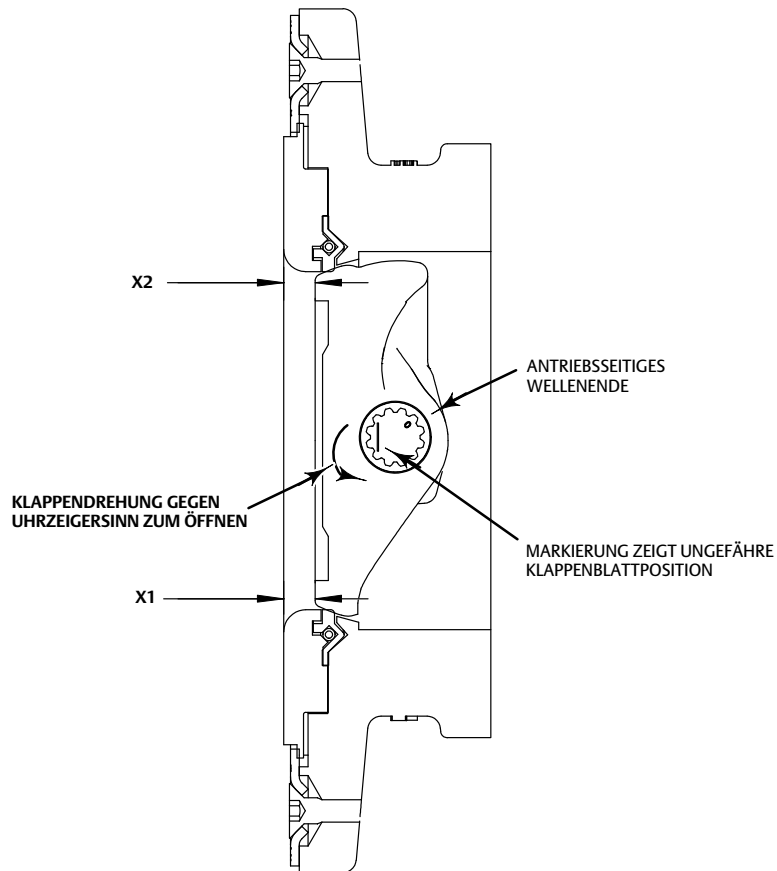 X2
ANTRIEBSSEITIGES
WELLENENDE
KLAPPENDREHUNG GEGEN
UHRZEIGERSINN ZUM ÖFFNEN
MARKIERUNG ZEIGT UNGEFÄHRE
KLAPPENBLATTPOSITION
X1